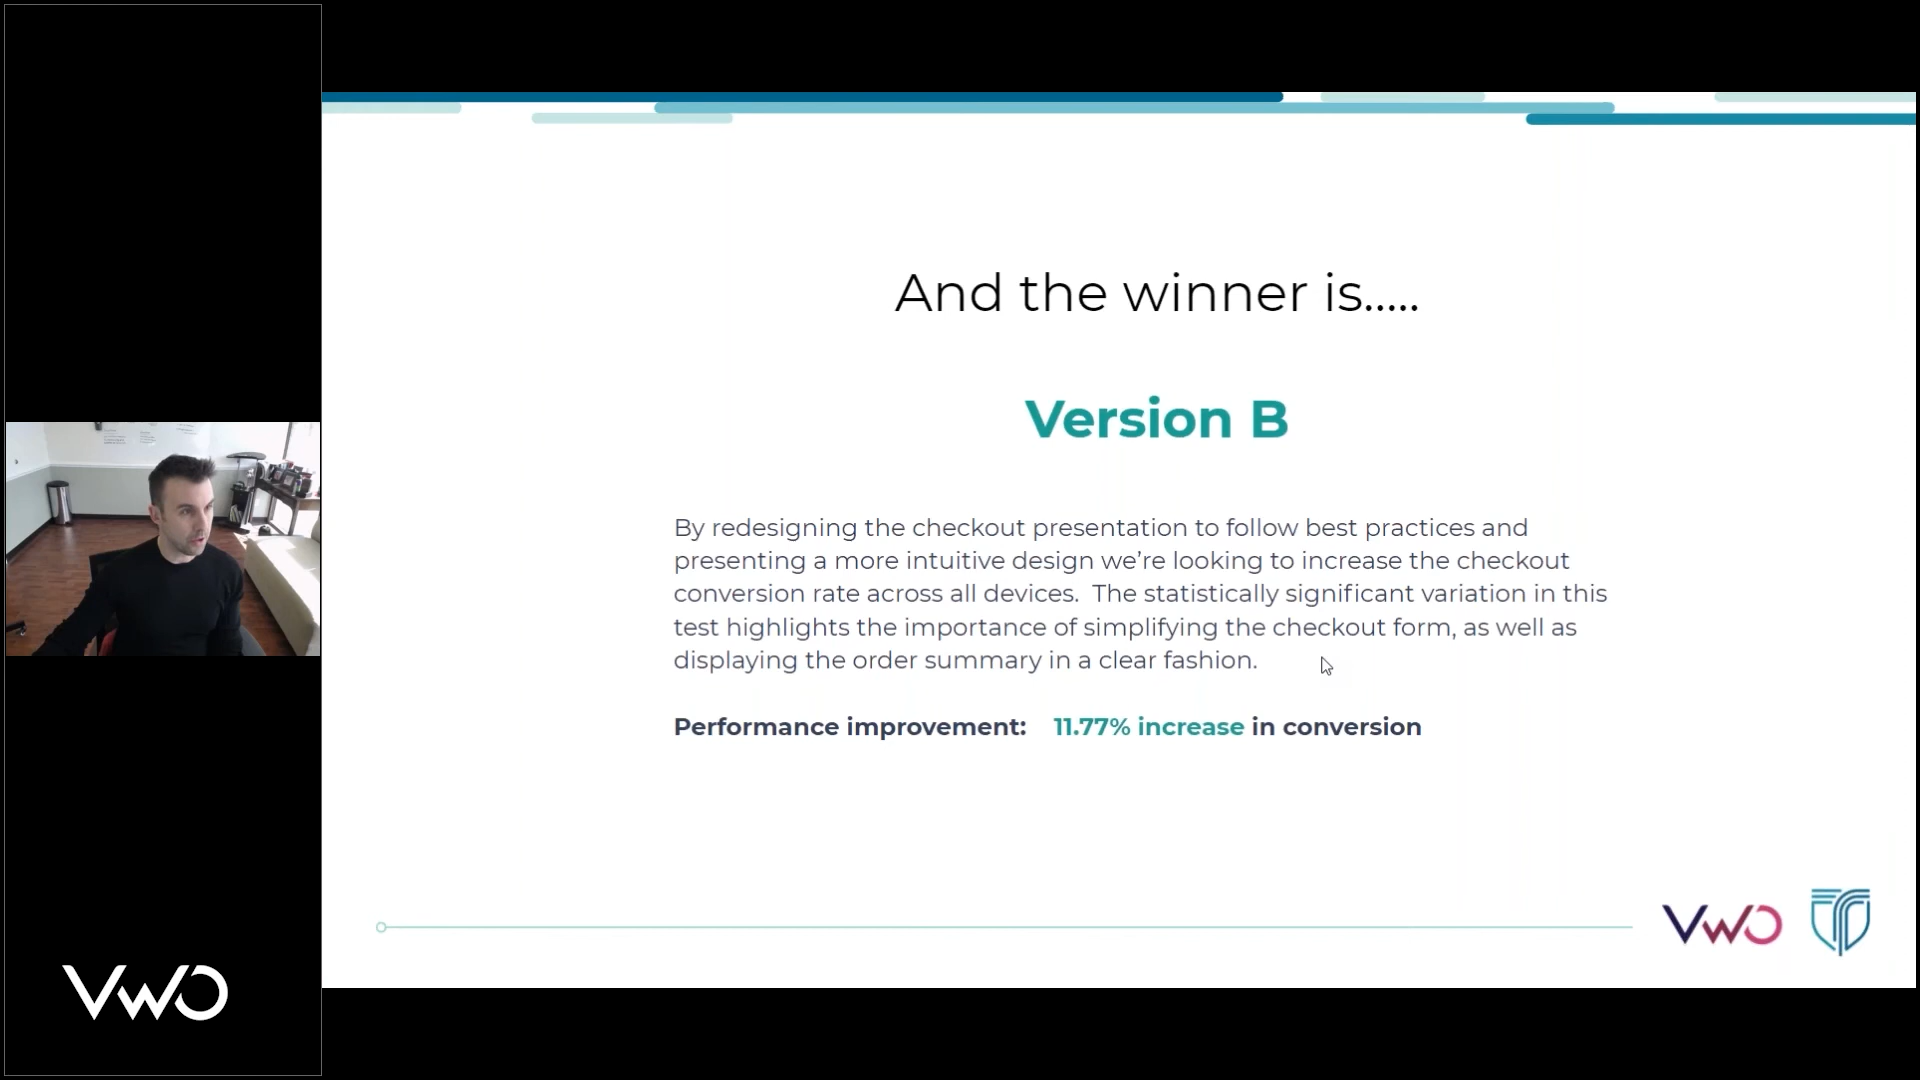 And the winner is.....
Version B
By redesigning the checkout presentation to follow best practices and
presenting a more intuitive design we’re looking to increase the checkout
conversion rate across all devices.  The statistically significant variation in this
test highlights the importance of simplifying the checkout form, as well as
displaying the order summary in a clear fashion.
Performance improvement: 11.77% increase in conversion
VWO
VWO